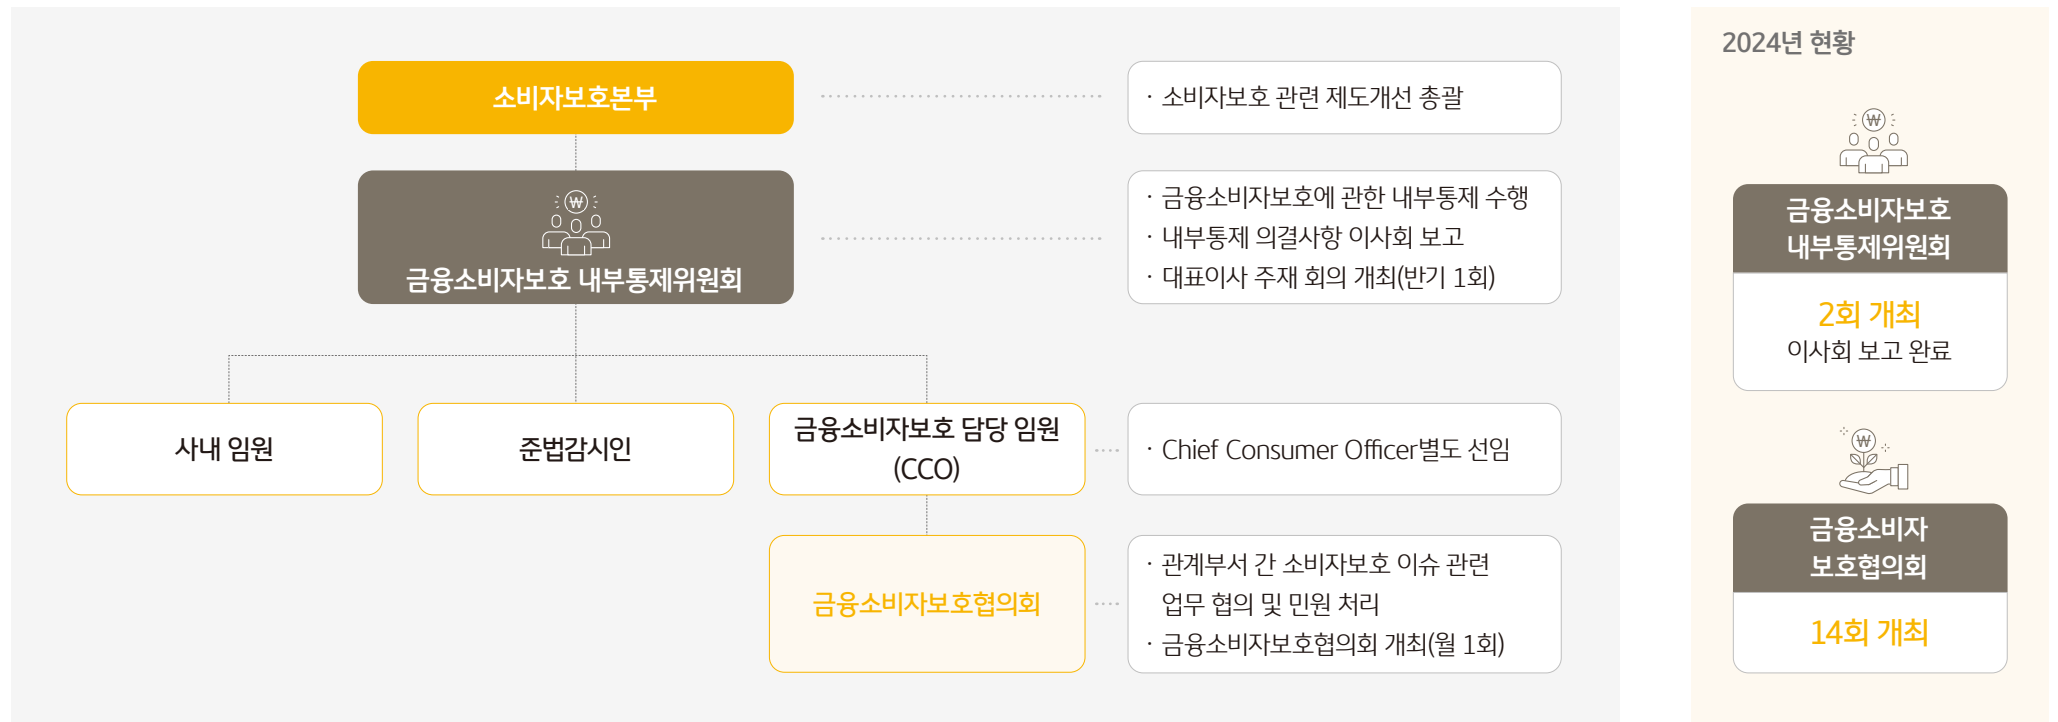 소비자보호본부
· 소비자보호 관련 제도개선 총괄
금융소비자보호 내부통제위원회
· 금융소비자보호에 관한 내부통제 수행
· 내부통제 의결사항 이사회 보고
· 대표이사 주재 회의 개최(반기 1회)
사내 임원
준법감시인
금융소비자보호 담당 임원
(CCO)
· Chief Consumer Officer별도 선임
금융소비자보호협의회
· 관계부서 간 소비자보호 이슈 관련
업무 협의 및 민원 처리
· 금융소비자보호협의회 개최(월 1회)
2024년 현황
금융소비자보호
내부통제위원회
2회 개최
이사회 보고 완료
금융소비자
보호협의회
14회 개최